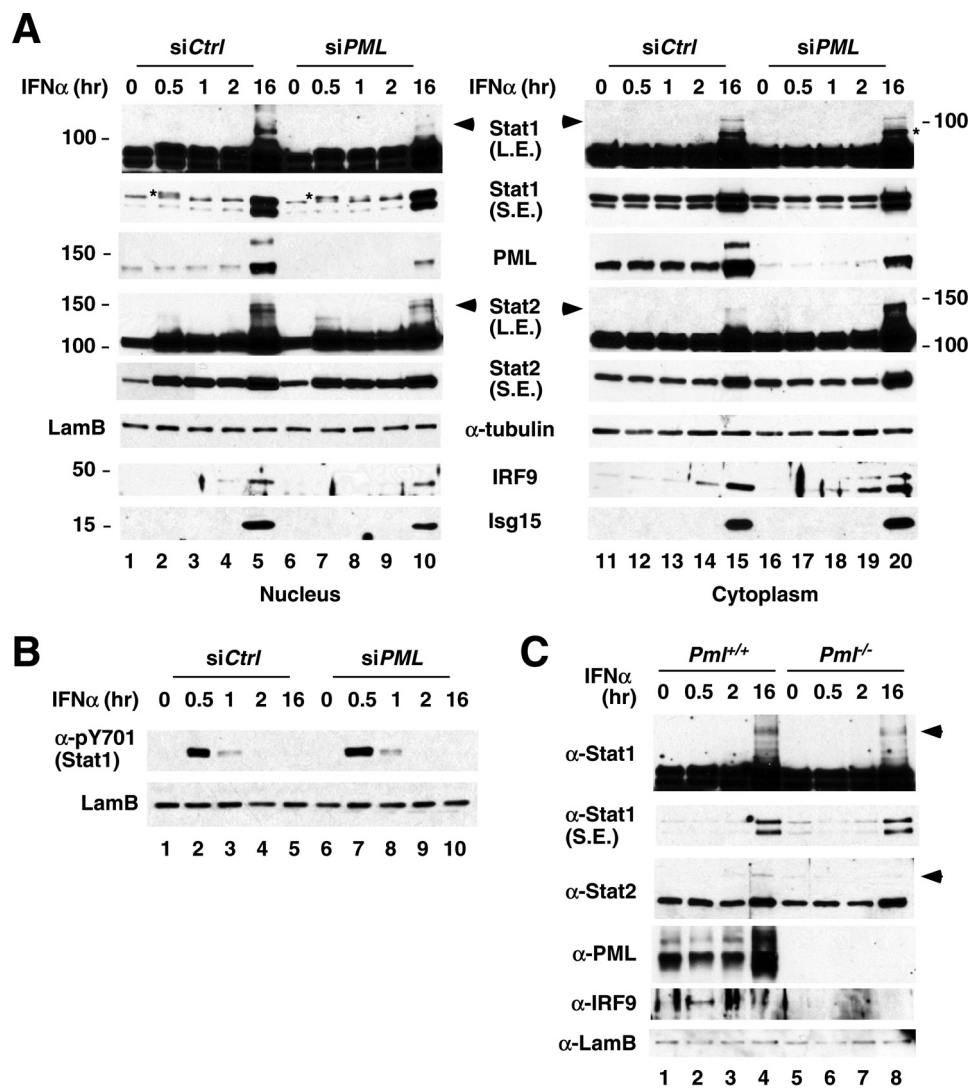 A
siCtrl siPML siCtrl siPML
IFNα (hr) 0 0.5 1 2 16 0 0.5 1 2 16 IFNα (hr) 0 0.5 1 2 16 0 0.5 1 2 16
100 - Stat1 (L.E.) - 100
*
* * Stat1 (S.E.)
150 - PML
150 - Stat2 (L.E.) - 150
100 - - 100
Stat2 (S.E.)
LamB α-tubulin
50 - IRF9
15 - Isg15
1 2 3 4 5 6 7 8 9 10 11 12 13 14 15 16 17 18 19 20
Nucleus Cytoplasm
B
siCtrl siPML
IFNα (hr) 0 0.5 1 2 16 0 0.5 1 2 16
α-pY701
(Stat1)
LamB
1 2 3 4 5 6 7 8 9 10
C
Pml+/+ Pml-/-
IFNα
(hr) 0 0.5 2 16 0 0.5 2 16
α-Stat1
α-Stat1
(S.E.)
α-Stat2
α-PML
α-IRF9
α-LamB
1 2 3 4 5 6 7 8